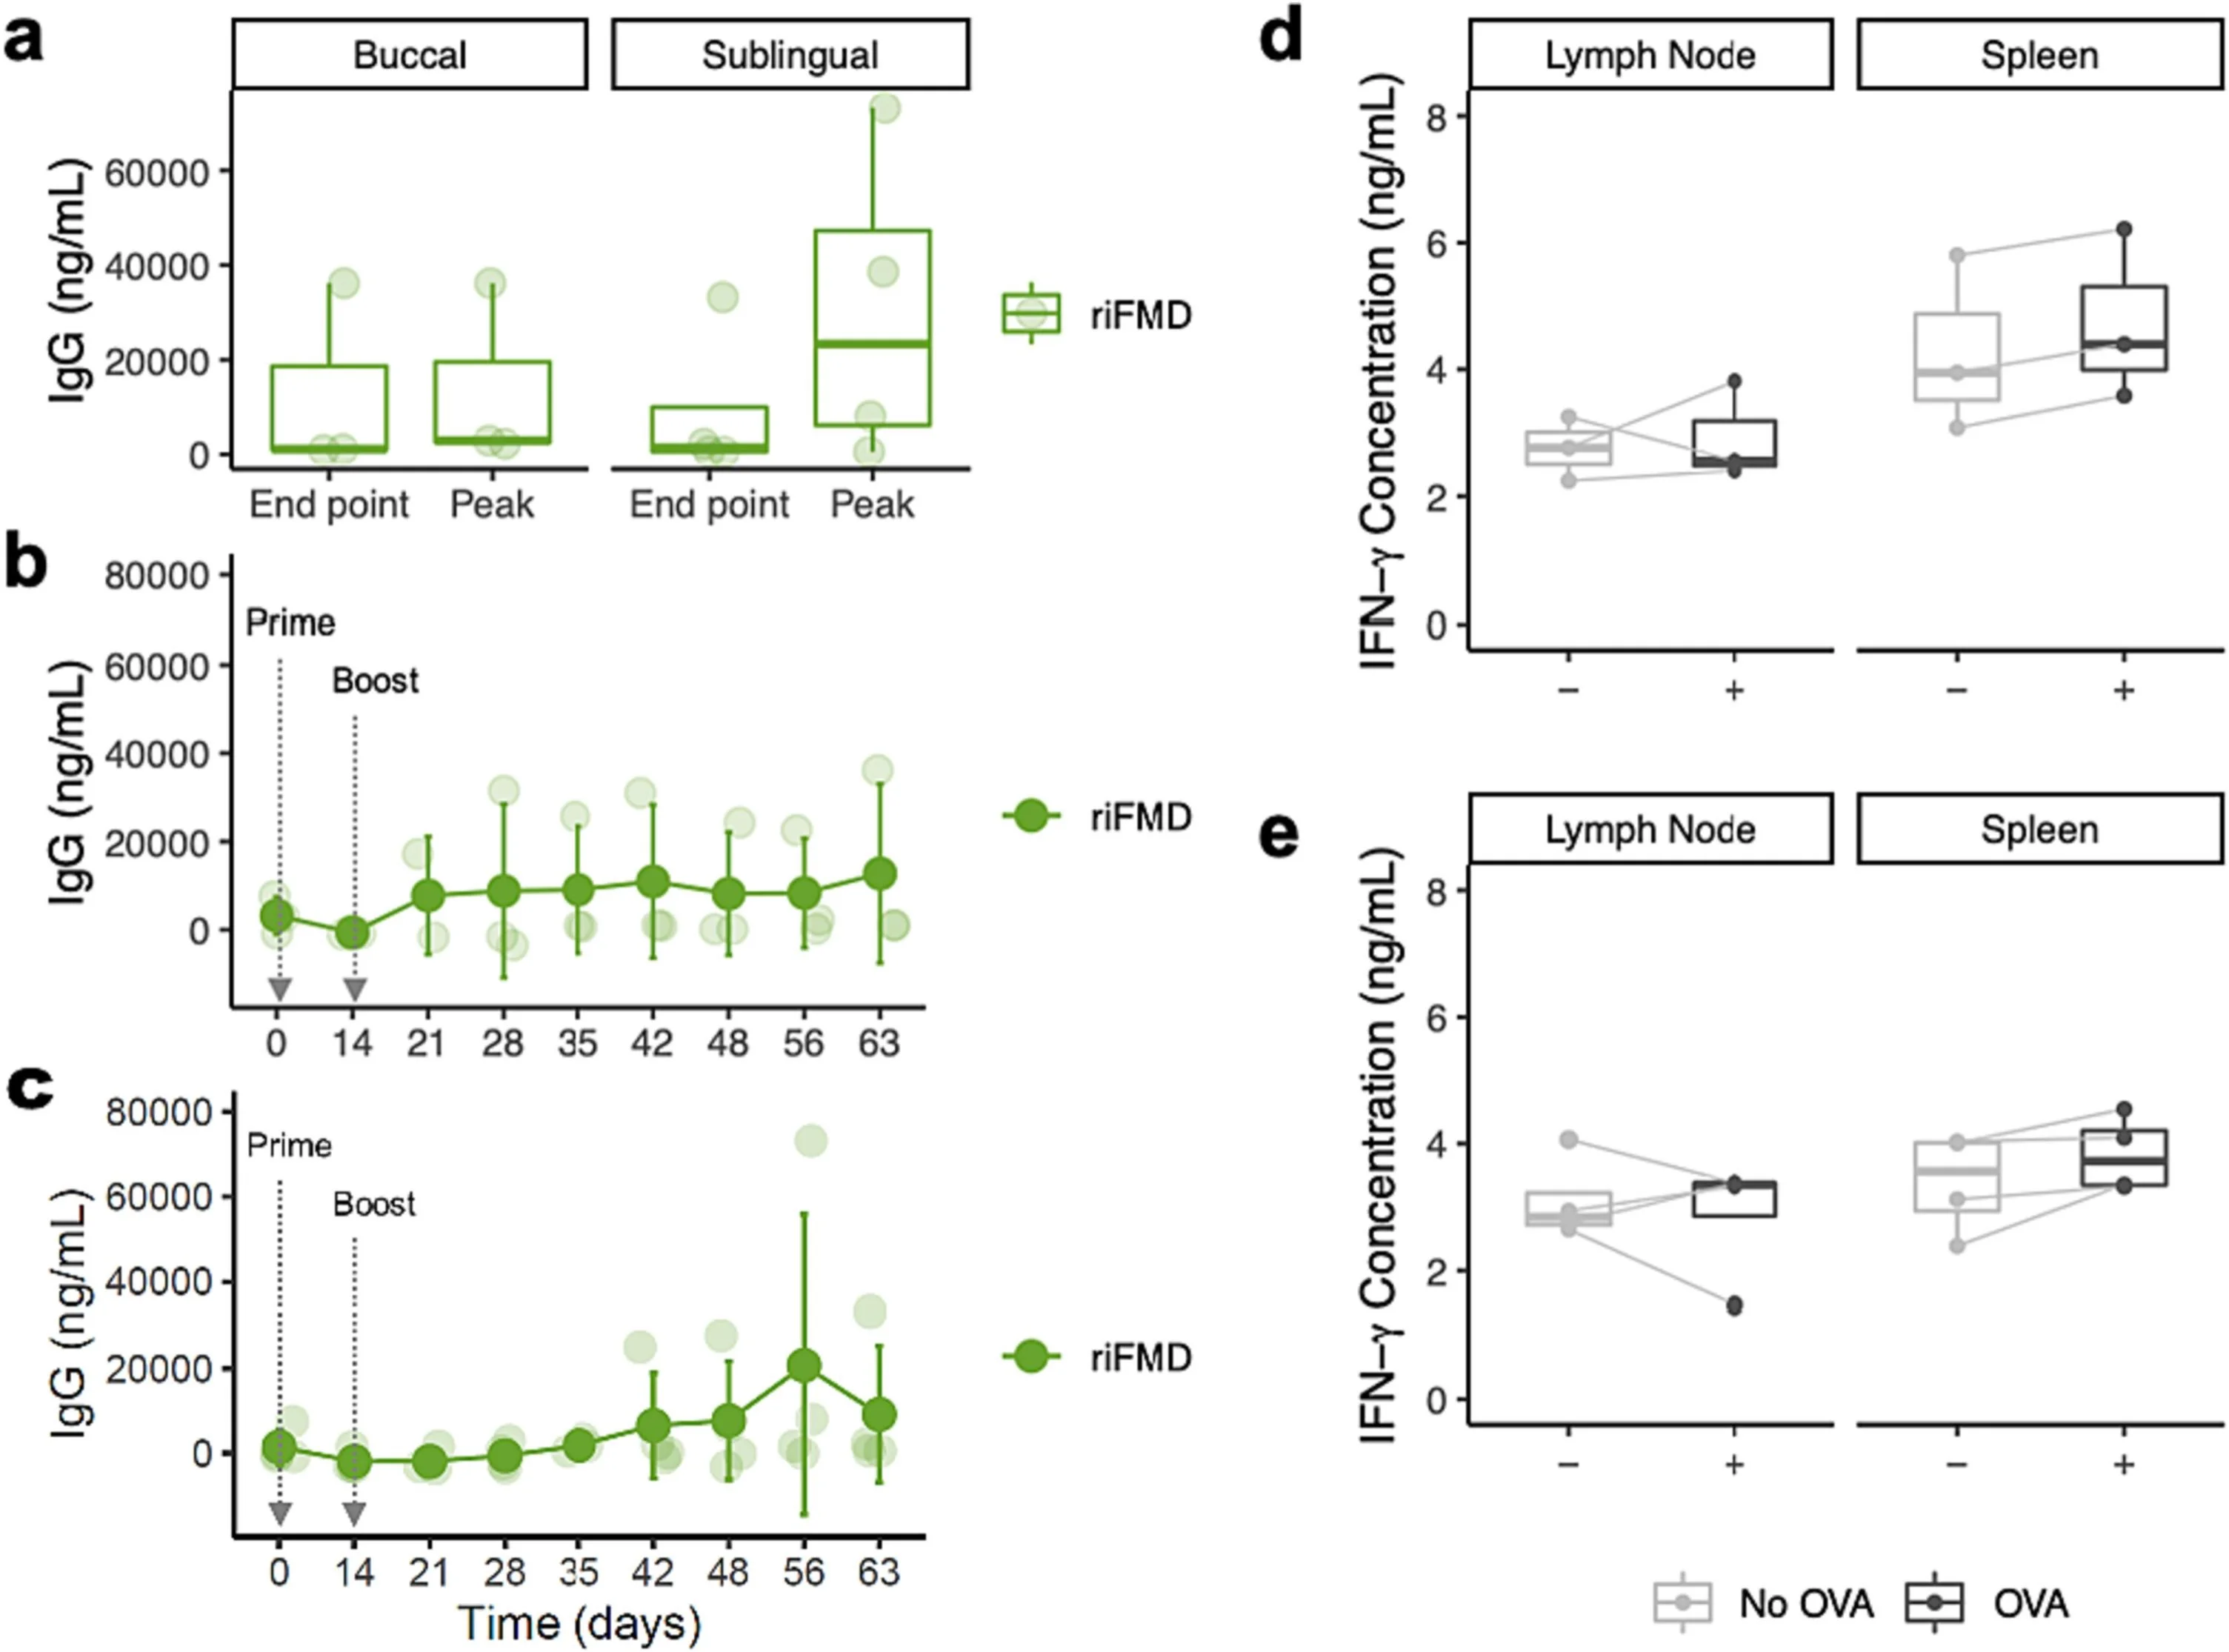 a
Buccal
Sublingual
IgG (ng/mL)
60000
40000
20000
0
End point
Peak
End point
Peak
riFMD
b
IgG (ng/mL)
80000
60000
40000
20000
0
Prime
Boost
0 14 21 28 35 42 48 56 63
riFMD
c
IgG (ng/mL)
80000
60000
40000
20000
0
Prime
Boost
0 14 21 28 35 42 48 56 63
Time (days)
riFMD
d
Lymph Node
Spleen
IFN–γ Concentration (ng/mL)
8
6
4
2
0
− + − +
e
Lymph Node
Spleen
IFN–γ Concentration (ng/mL)
8
6
4
2
0
− + − +
No OVA
OVA